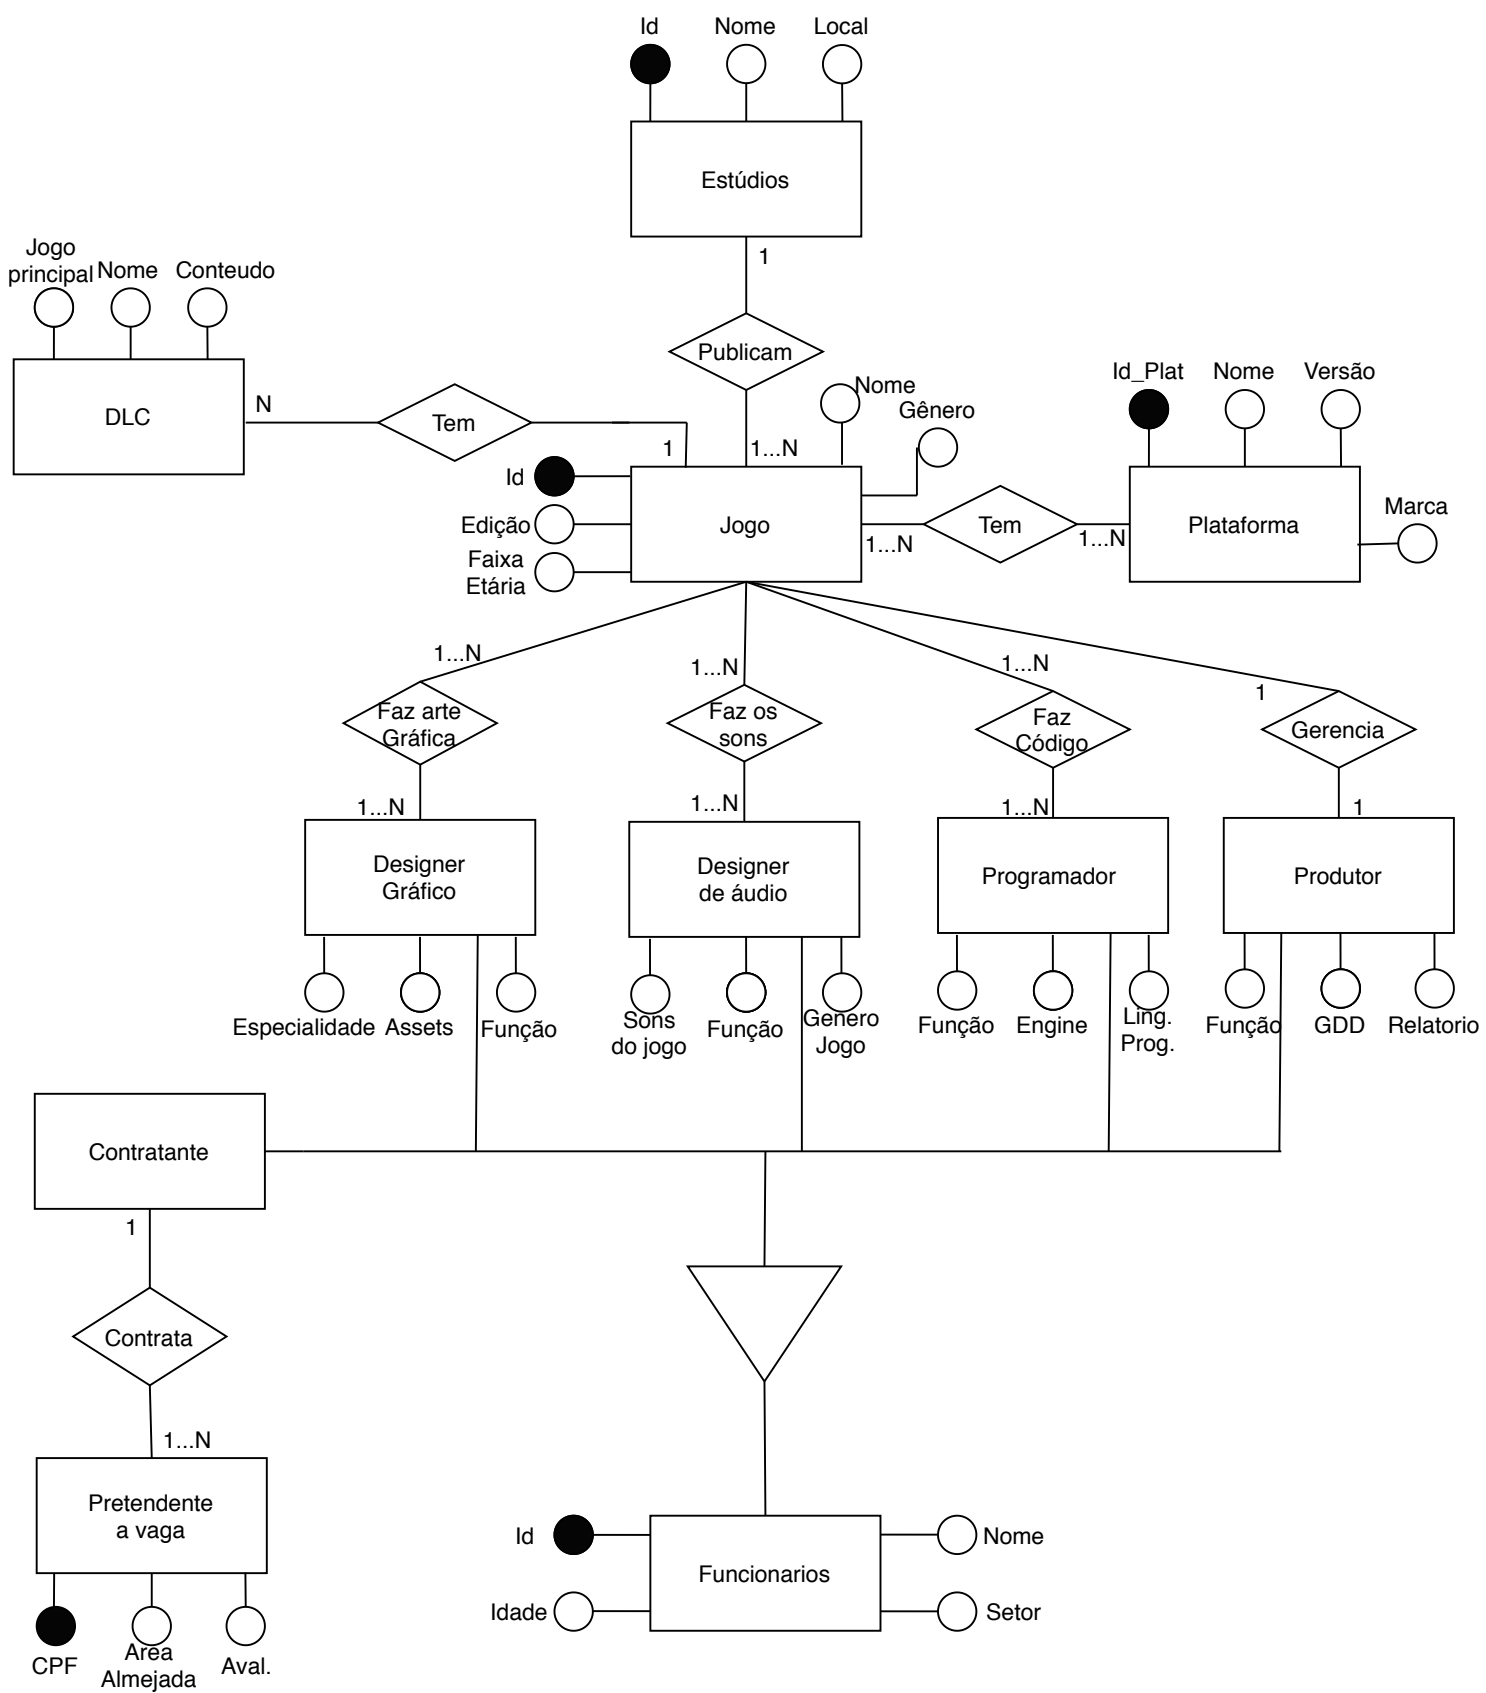 Id
Nome
Local
Estúdios
1
Publicam
1...N
Jogo
principal
Nome
Conteudo
DLC
N
Tem
1
Nome
Gênero
Id
Edição
Faixa
Etária
Jogo
1...N
Tem
1...N
Id_Plat
Nome
Versão
Plataforma
Marca
1...N
1...N
1...N
1
Faz arte
Gráfica
Faz os
sons
Faz
Código
Gerencia
1...N
1...N
1...N
1
Designer
Gráfico
Designer
de áudio
Programador
Produtor
Especialidade
Assets
Função
Sons
do jogo
Função
Genero
Jogo
Função
Engine
Ling.
Prog.
Função
GDD
Relatorio
Contratante
1
Contrata
1...N
Pretendente
a vaga
CPF
Area
Almejada
Aval.
Id
Idade
Funcionarios
Nome
Setor